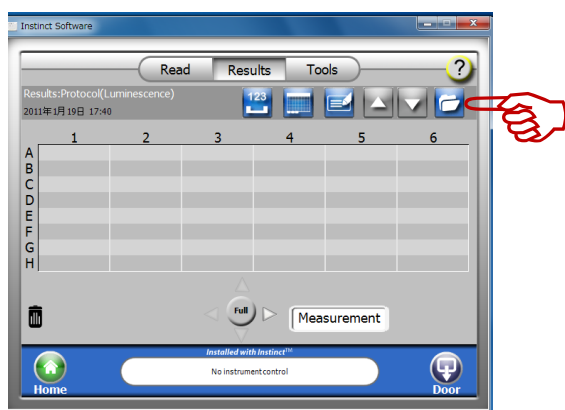 Instinct Software
Read Results Tools ?
Results:Protocol(Luminescence)
2011年1月19日 17:40
123
1 2 3 4 5 6
A
B
C
D
E
F
G
H
Full
Measurement
Installed with Instinct™
No instrument control
Home
Door